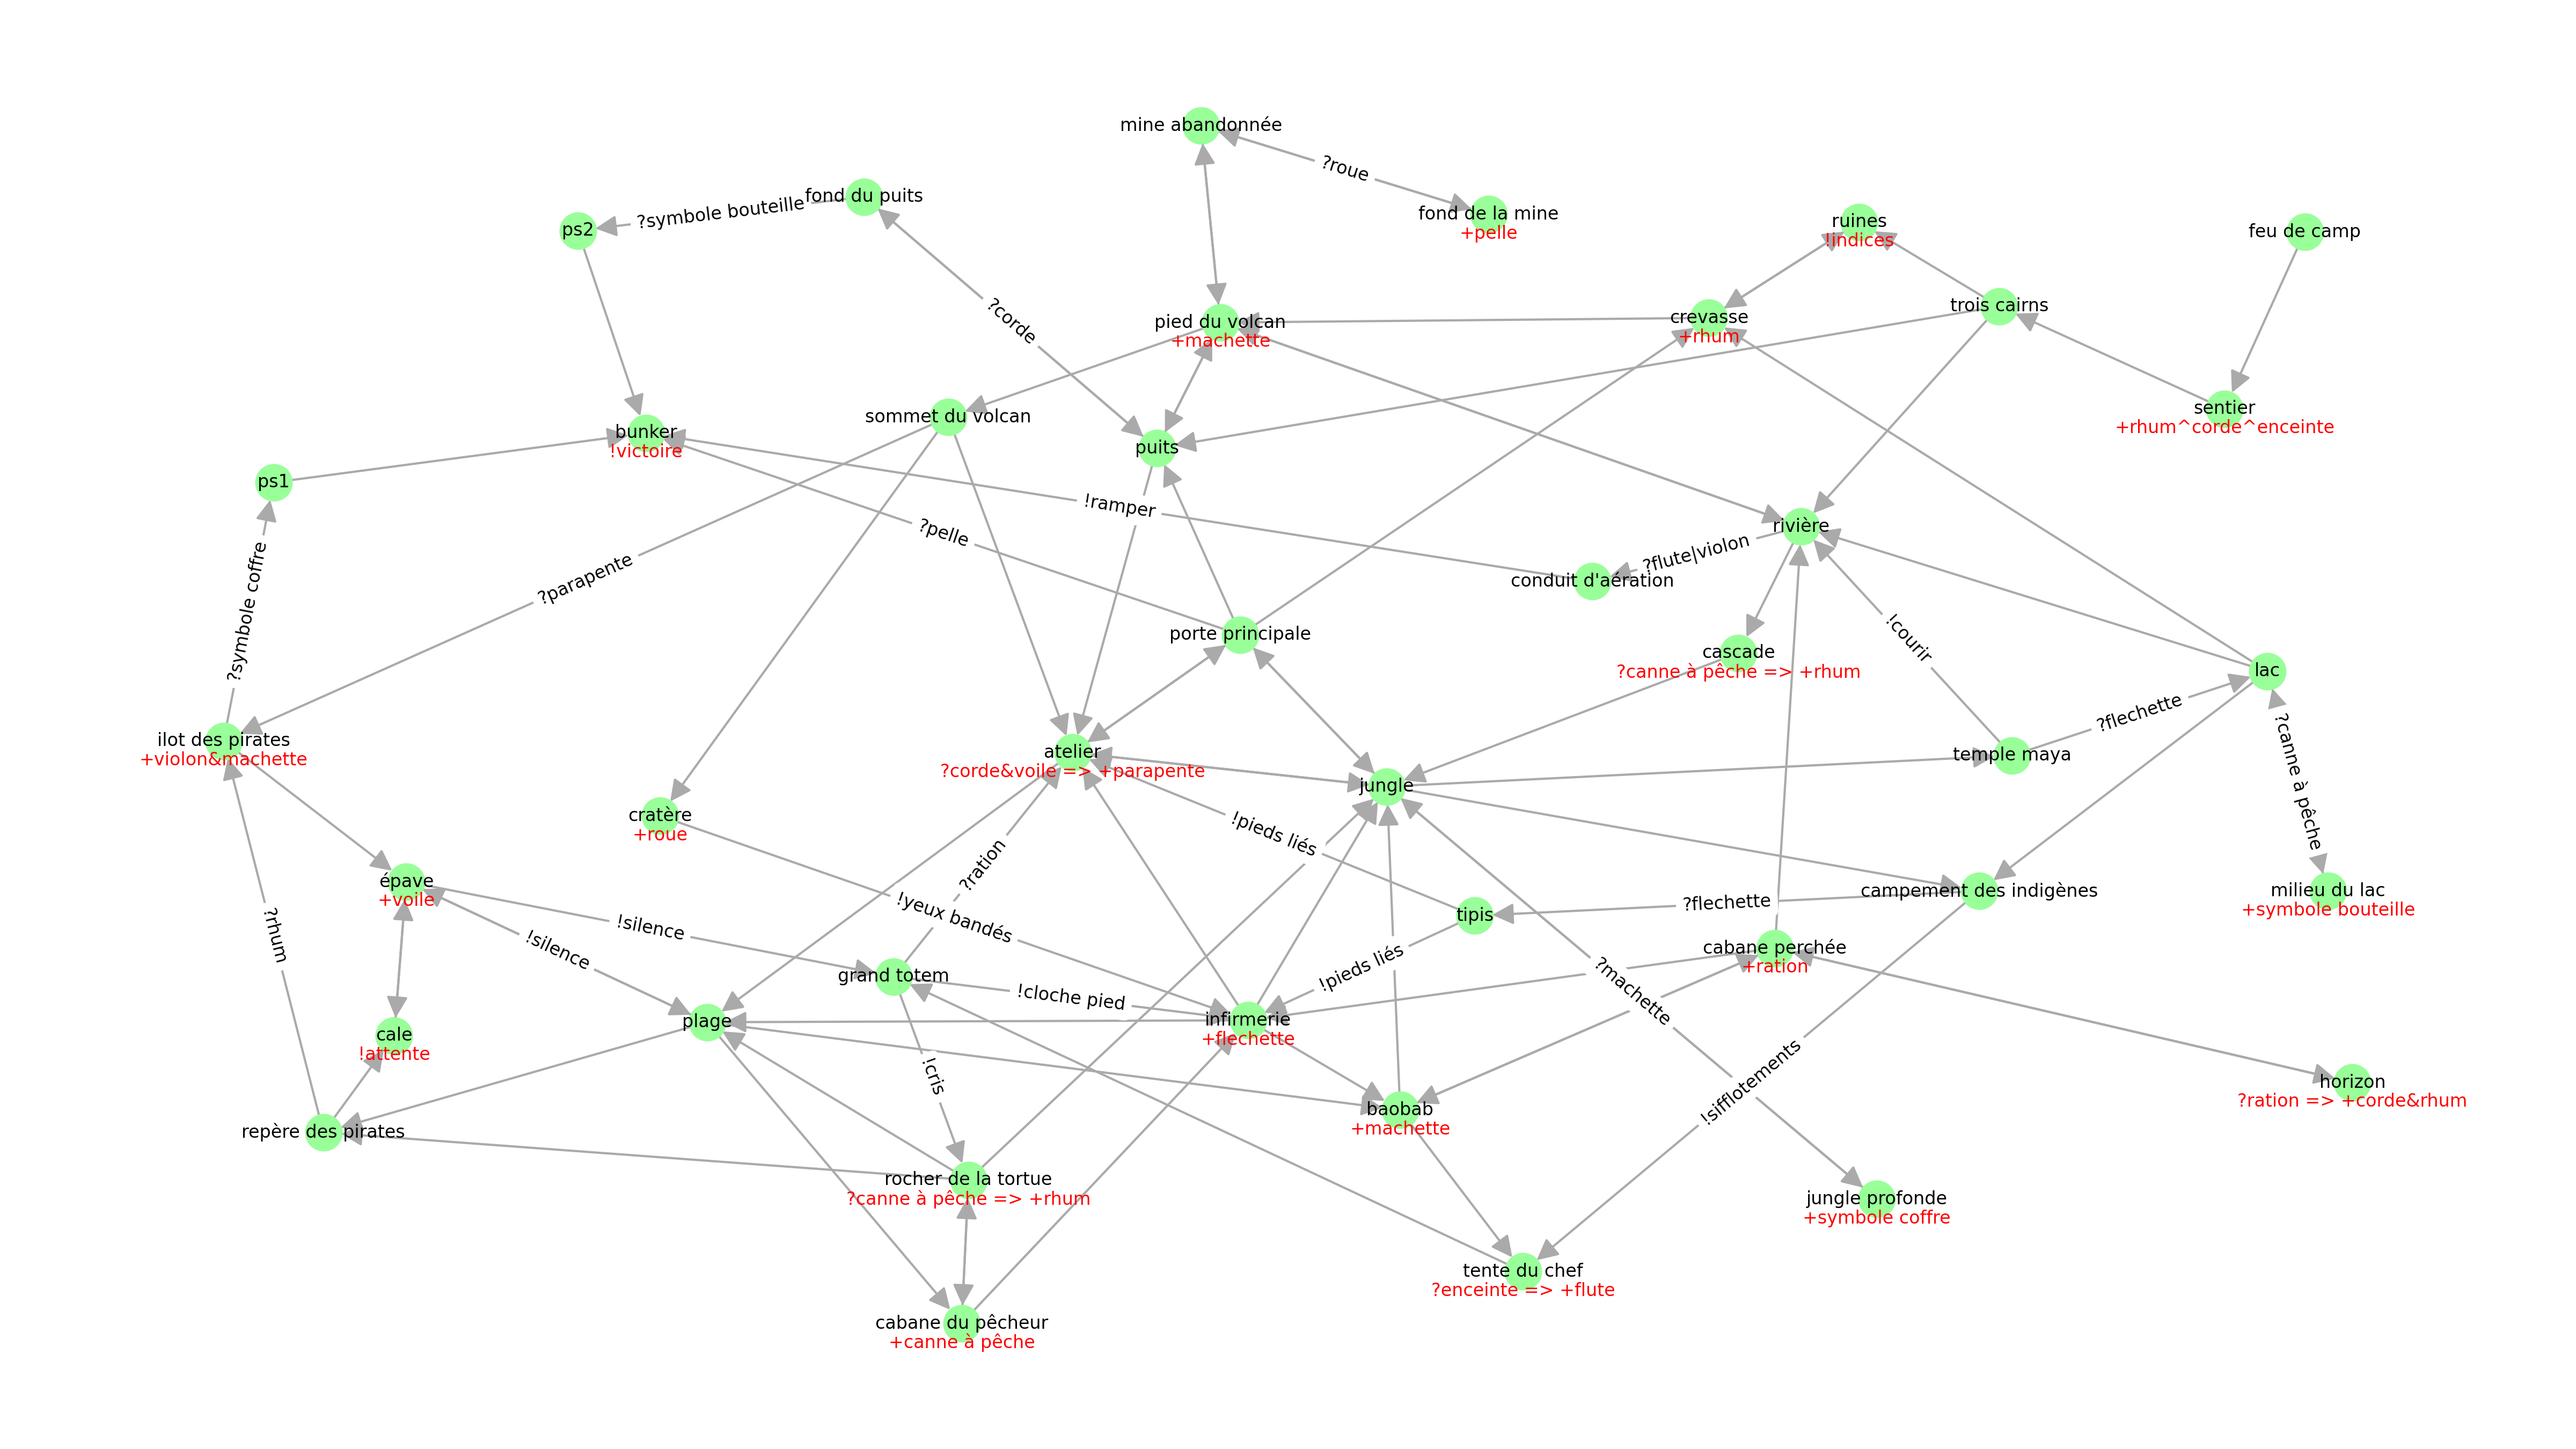 mine abandonnée
?roue
fond du puits
?symbole bouteille
ps2
fond de la mine
+pelle
ruines
!indices
feu de camp
?corde
pied du volcan
+machette
crevasse
+rhum
trois cairns
sommet du volcan
sentier
+rhum^corde^enceinte
bunker
!victoire
puits
ps1
!ramper
?pelle
rivière
?flute|violon
conduit d'aération
?parapente
?symbole coffre
porte principale
!courir
cascade
?canne à pêche => +rhum
lac
?flechette
ilot des pirates
+violon&machette
atelier
?corde&voile => +parapente
temple maya
jungle
?canne à pêche
cratère
+roue
!pieds liés
?ration
épave
+voile
!yeux bandés
campement des indigènes
milieu du lac
+symbole bouteille
?flechette
tipis
!silence
!silence
?rhum
cabane perchée
+ration
!pieds liés
grand totem
!cloche pied
?machette
plage
infirmerie
+flechette
cale
!attente
!cris
!sifflotements
horizon
?ration => +corde&rhum
baobab
+machette
repère des pirates
rocher de la tortue
?canne à pêche => +rhum
jungle profonde
+symbole coffre
tente du chef
?enceinte => +flute
cabane du pêcheur
+canne à pêche